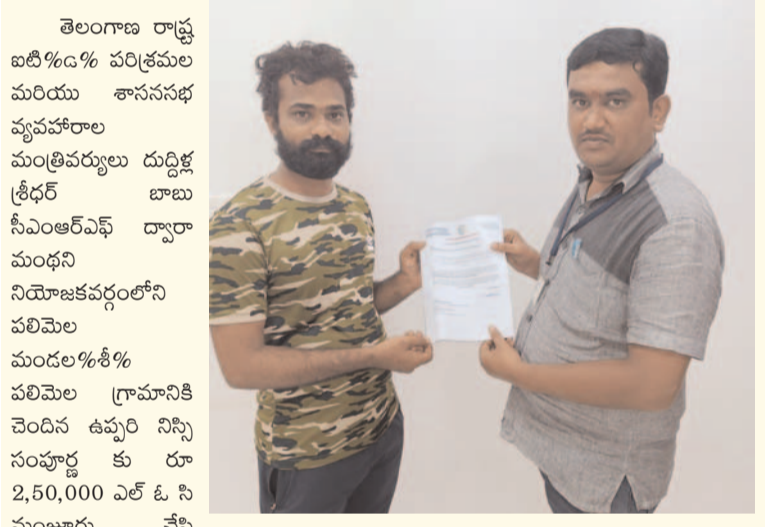 తెలంగాణ రాష్ట్ర
ఐటి%డ% పరిశ్రమల
మరియు శాసనసభ
వ్యవహారాల
మంత్రివర్యులు దుద్దిళ్ల
శ్రీధర్ బాబు
సీఎంఆర్ఎఫ్ ద్వారా
మంథని
నియోజకవర్గంలోని
పలిమెల
మండల%శీ%
పలిమెల గ్రామానికి
చెందిన ఉప్పరి నిస్సి
సంపూర్ణ కు రూ
2,50,000 ఎల్ ఓ సి